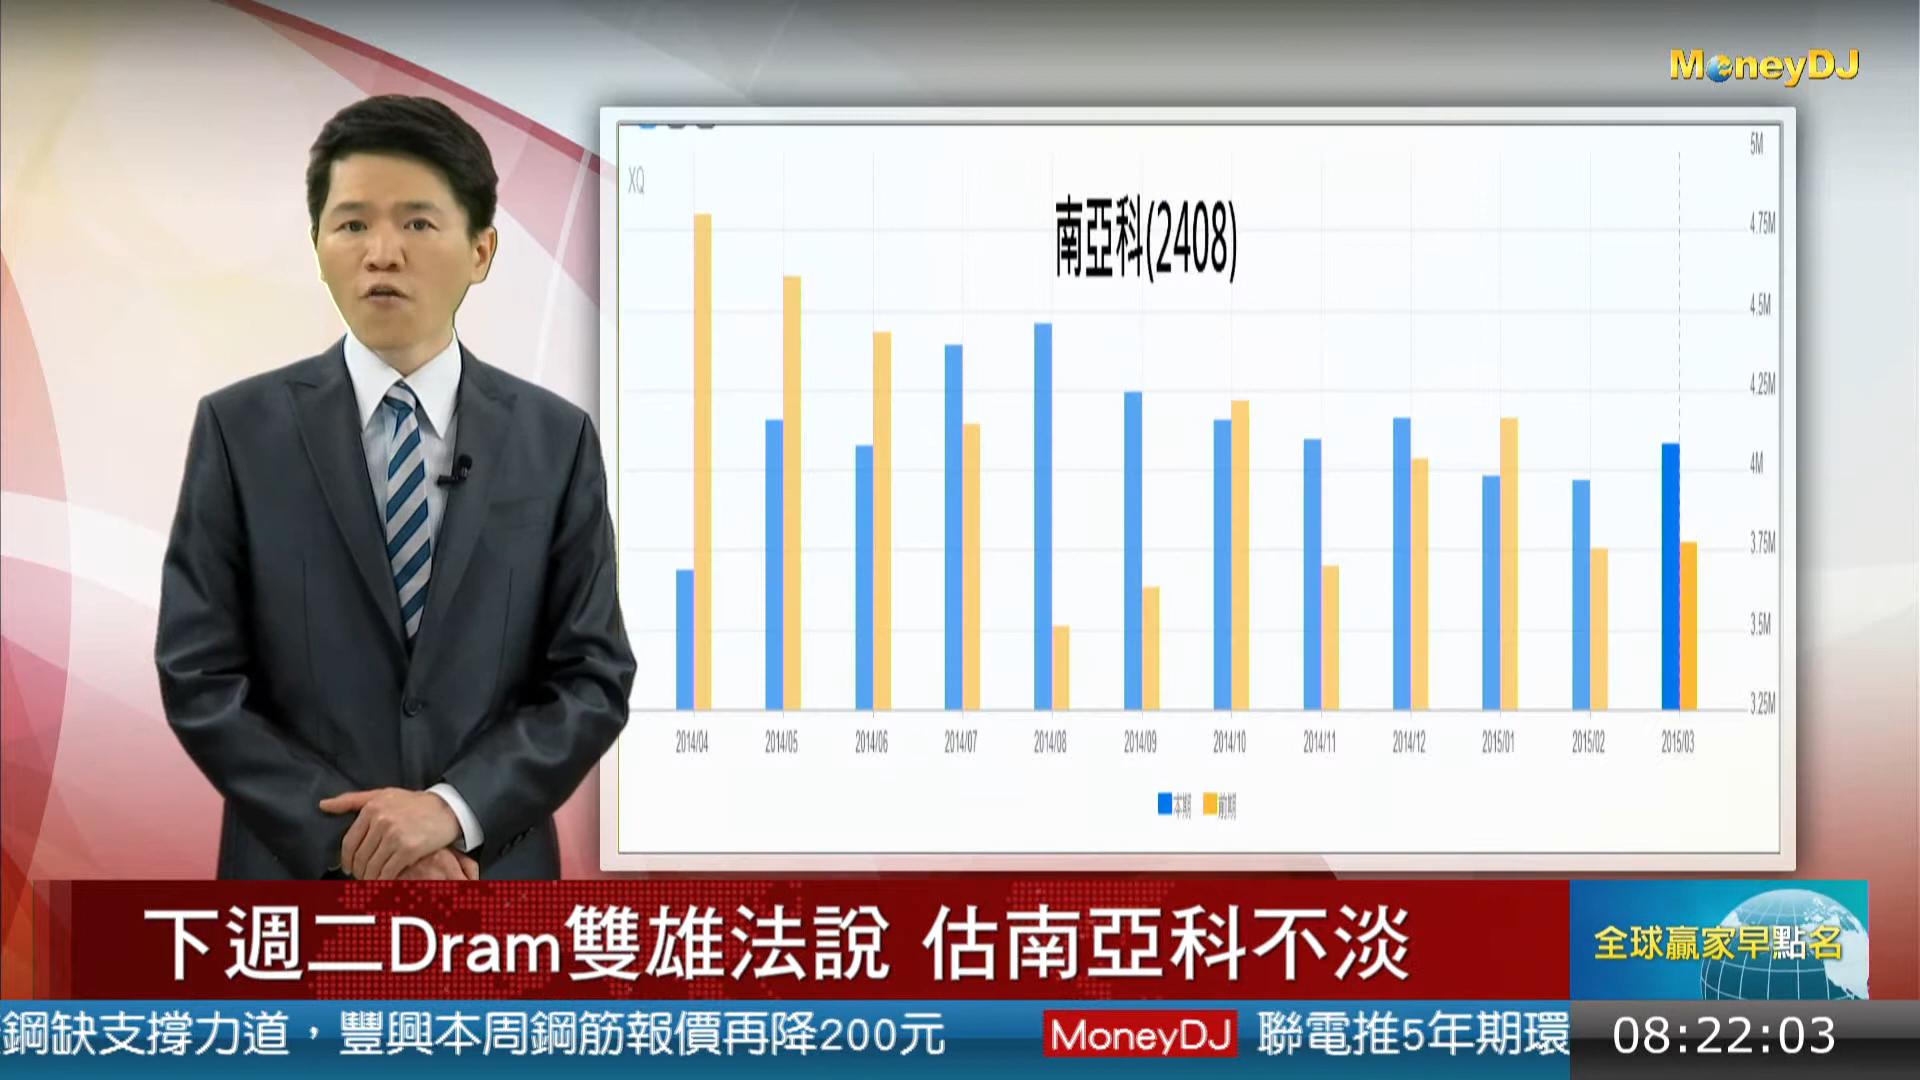 MoneyDJ
XQ
南亞科(2408)
5M
4.75M
4.5M
4.25M
4M
3.75M
3.5M
3.25M
2014/04 2014/05 2014/06 2014/07 2014/08 2014/09 2014/10 2014/11 2014/12 2015/01 2015/02 2015/03
本期 前期
下週二Dram雙雄法說 估南亞科不淡
全球贏家早點名
鋼缺支撐力道，豐興本周鋼筋報價再降200元 MoneyDJ 聯電推5年期環
08:22:03